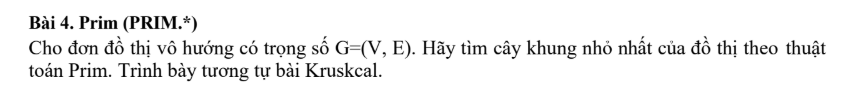 Bài 4. Prim (PRIM.*)
Cho đơn đồ thị vô hướng có trọng số G=(V, E). Hãy tìm cây khung nhỏ nhất của đồ thị theo thuật
toán Prim. Trình bày tương tự bài Kruskcal.